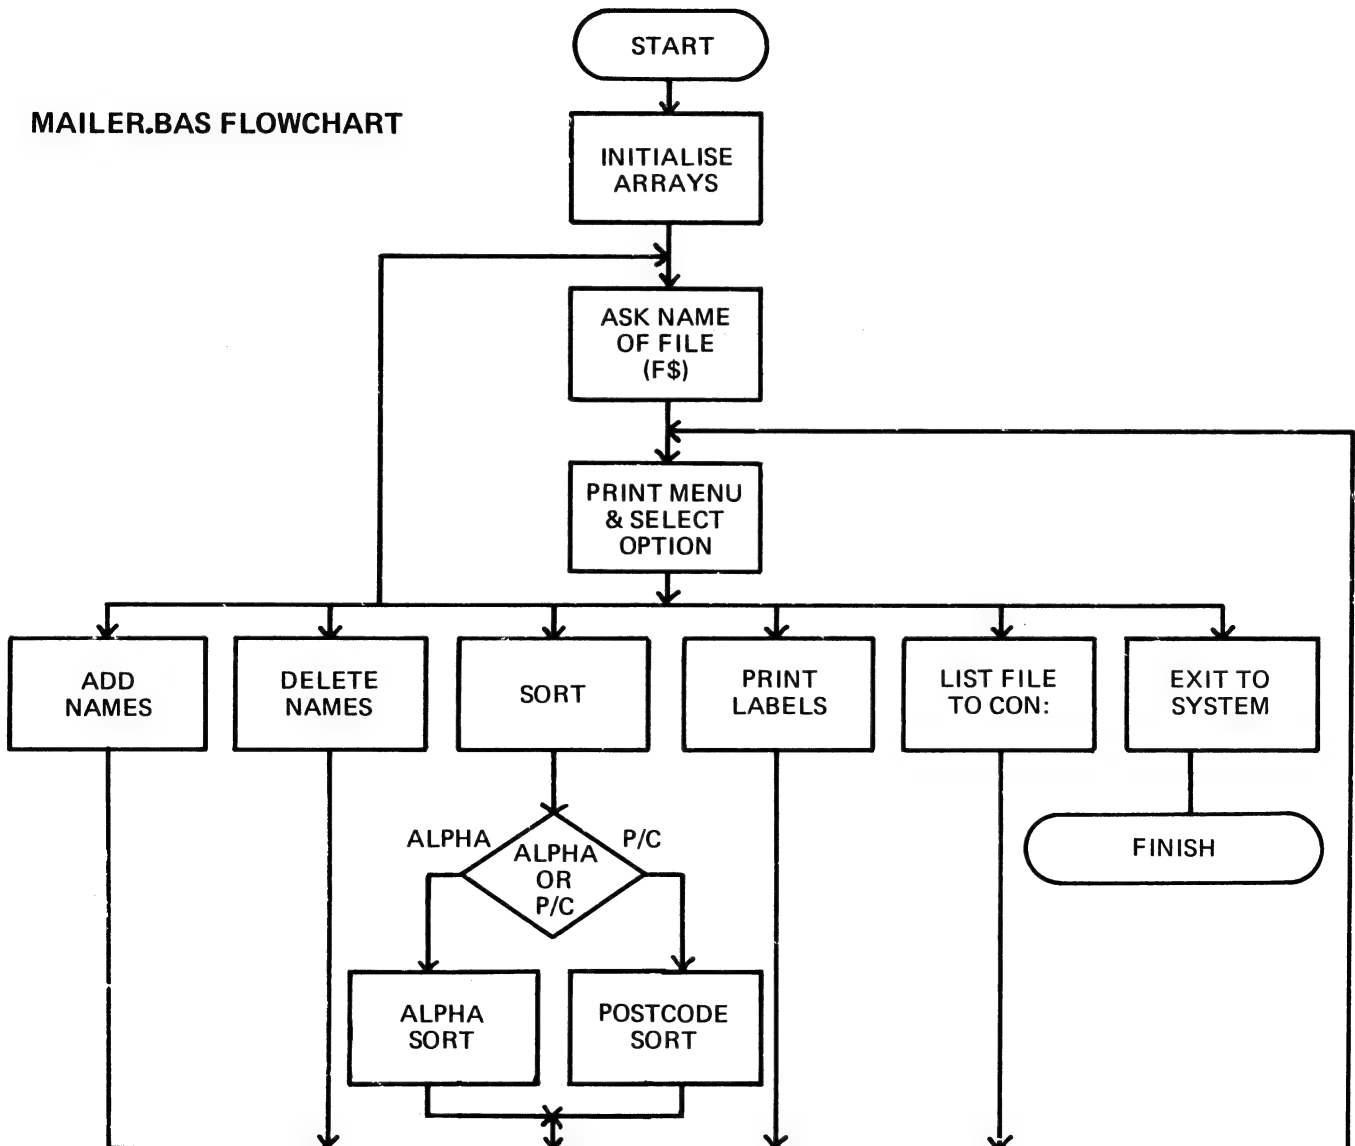 START
MAILER.BAS FLOWCHART
INITIALISE
ARRAYS
ASK NAME
OF FILE
(F$)
PRINT MENU
& SELECT
OPTION
ADD
NAMES
DELETE
NAMES
SORT
PRINT
LABELS
LIST FILE
TO CON:
EXIT TO
SYSTEM
ALPHA
ALPHA
OR
P/C
P/C
FINISH
ALPHA
SORT
POSTCODE
SORT